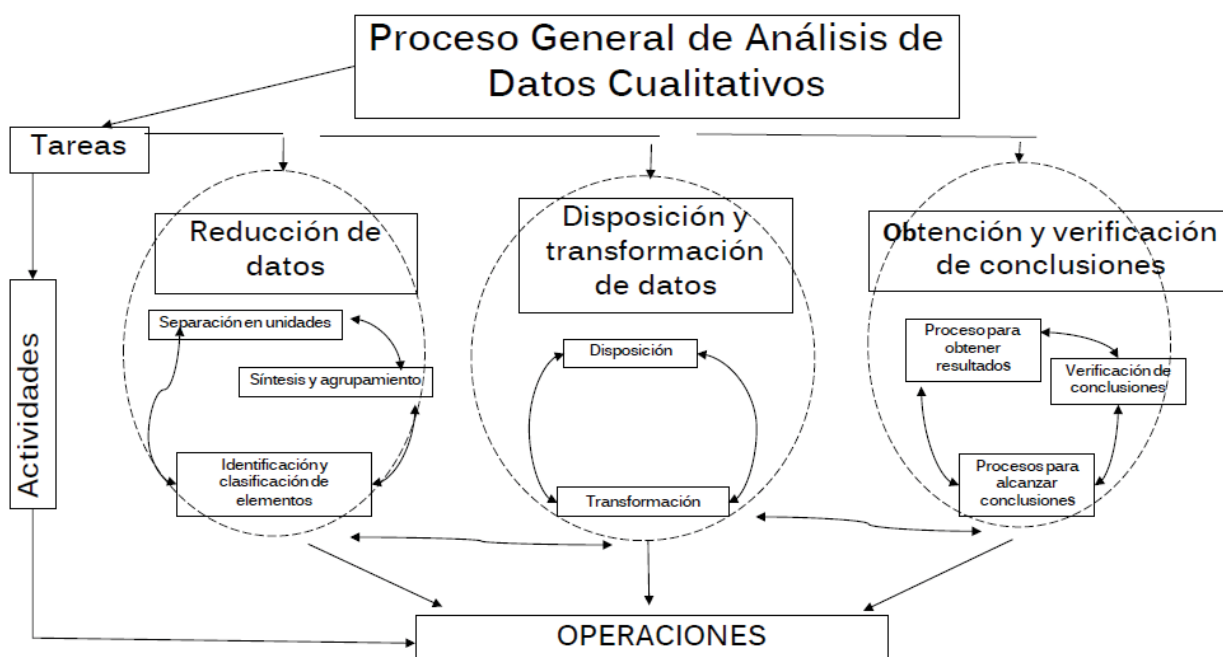 Proceso General de Análisis de
Datos Cualitativos
Tareas
Reducción de
datos
Disposición y
transformación
de datos
Obtención y verificación
de conclusiones
Actividades
Separación en unidades
Síntesis y agrupamiento
Identificación y
clasificación de
elementos
Disposición
Transformación
Proceso para
obtener
resultados
Verificación de
conclusiones
Procesos para
alcanzar
conclusiones
OPERACIONES